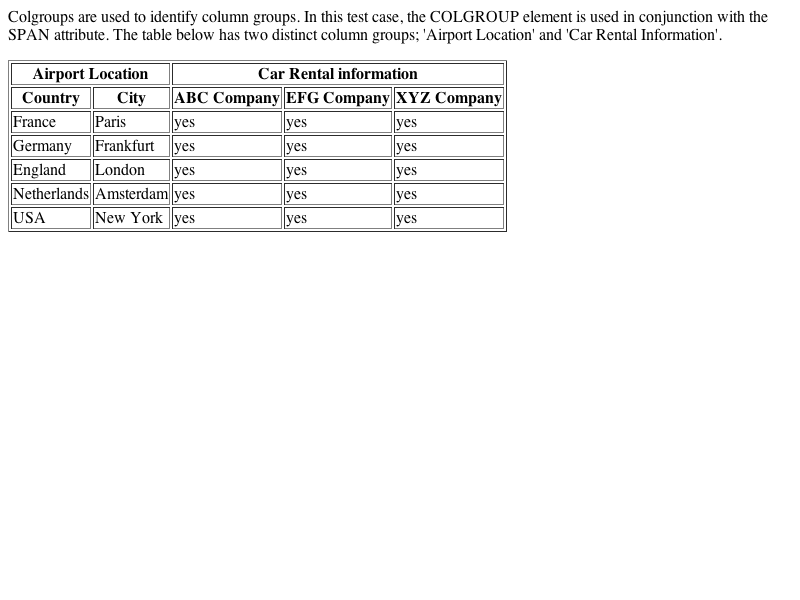 Colgroups are used to identify column groups. In this test case, the COLGROUP element is used in conjunction with the
SPAN attribute. The table below has two distinct column groups; 'Airport Location' and 'Car Rental Information'.
Airport Location Car Rental information
Country City ABC Company EFG Company XYZ Company
France Paris yes yes yes
Germany Frankfurt yes yes yes
England London yes yes yes
Netherlands Amsterdam yes yes yes
USA New York yes yes yes